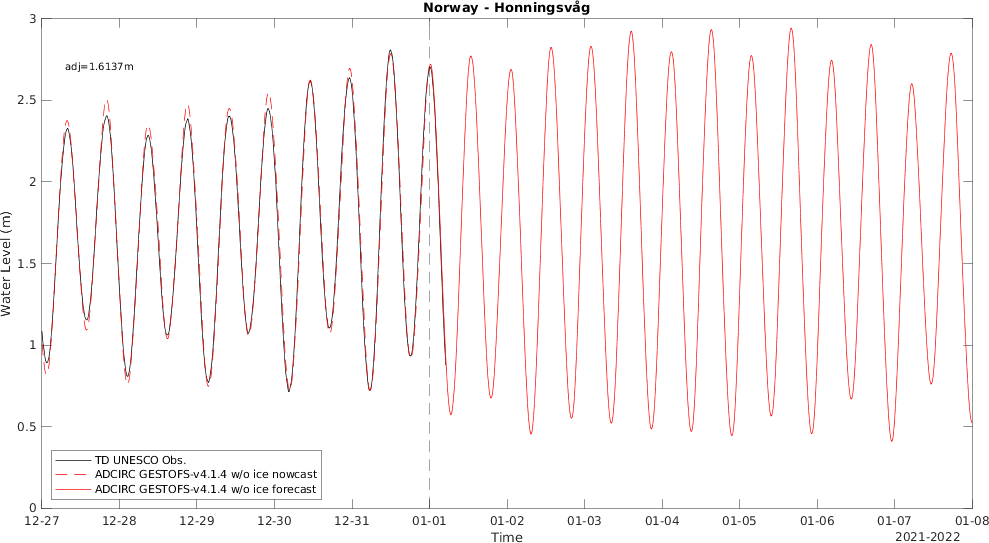 Norway - Honningsvåg
adj=1.6137m
3
2.5
2
1.5
1
0.5
0
Water Level (m)
TD UNESCO Obs.
ADCIRC GESTOFS-v4.1.4 w/o ice nowcast
ADCIRC GESTOFS-v4.1.4 w/o ice forecast
12-27 12-28 12-29 12-30 12-31 01-01 01-02 01-03 01-04 01-05 01-06 01-07 01-08
Time
2021-2022